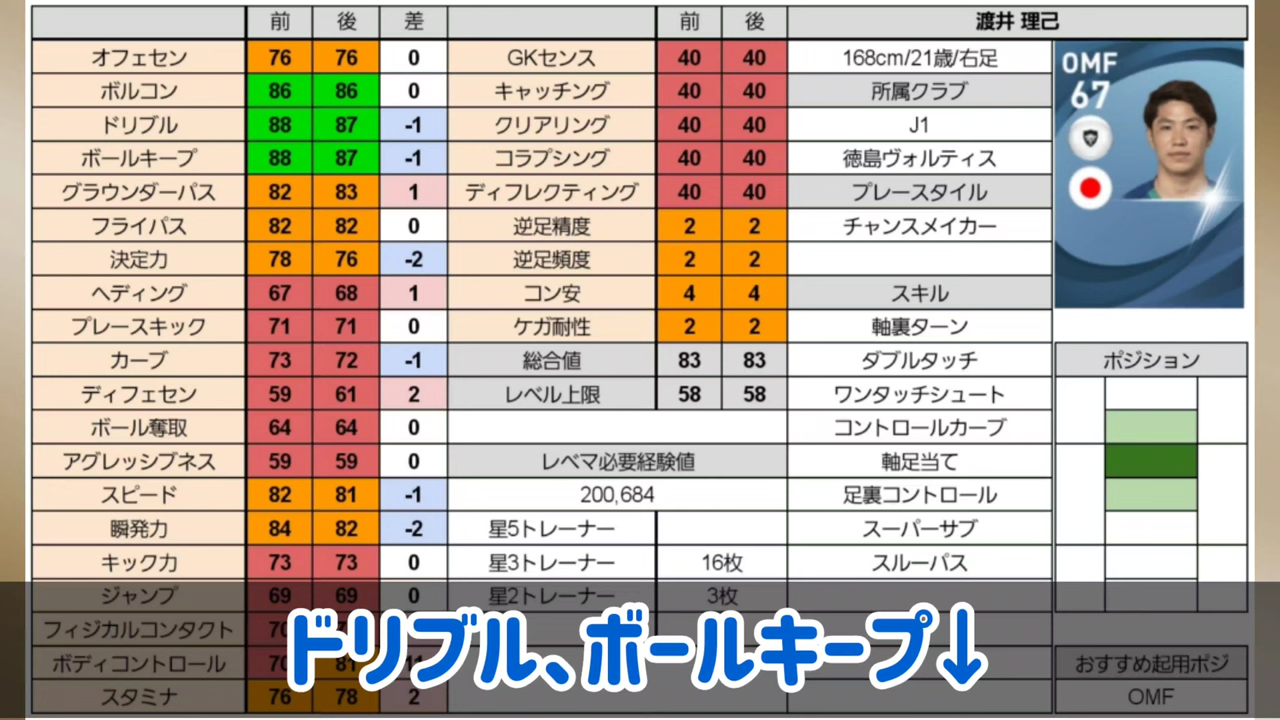 前 後 差 前 後 渡井 理己
オフェセン 76 76 0 GKセンス 40 40 168cm/21歳/右足
ボルコン 86 86 0 キャッチング 40 40 所属クラブ
ドリブル 88 87 -1 クリアリング 40 40 J1
ボールキープ 88 87 -1 コラプシング 40 40 徳島ヴォルティス
グラウンダーパス 82 83 1 ディフレクティング 40 40 プレースタイル
フライパス 82 82 0 逆足精度 2 2 チャンスメイカー
決定力 78 76 -2 逆足頻度 2 2
ヘディング 67 68 1 コン安 4 4 スキル
プレースキック 71 71 0 ケガ耐性 2 2 軸裏ターン
カーブ 73 72 -1 総合値 83 83 ダブルタッチ ポジション
ディフェセン 59 61 2 レベル上限 58 58 ワンタッチシュート
ボール奪取 64 64 0 コントロールカーブ
アグレッシブネス 59 59 0 レベマ必要経験値 軸足当て
スピード 82 81 -1 200,684 足裏コントロール
瞬発力 84 82 -2 星5トレーナー スーパーサブ
キック力 73 73 0 星3トレーナー 16枚 スルーパス
ジャンプ 69 69 0 星2トレーナー 3枚
フィジカルコンタクト
ボディコントロール おすすめ起用ポジ
スタミナ 76 78 2 OMF
OMF
67
ドリブル、ボールキープ↓